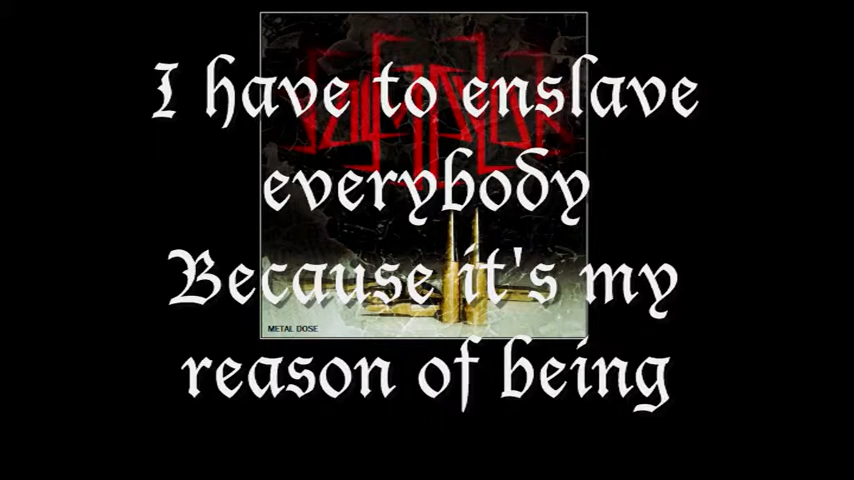 I have to enslave
everybody
Because it's my
reason of being
METAL DOSE